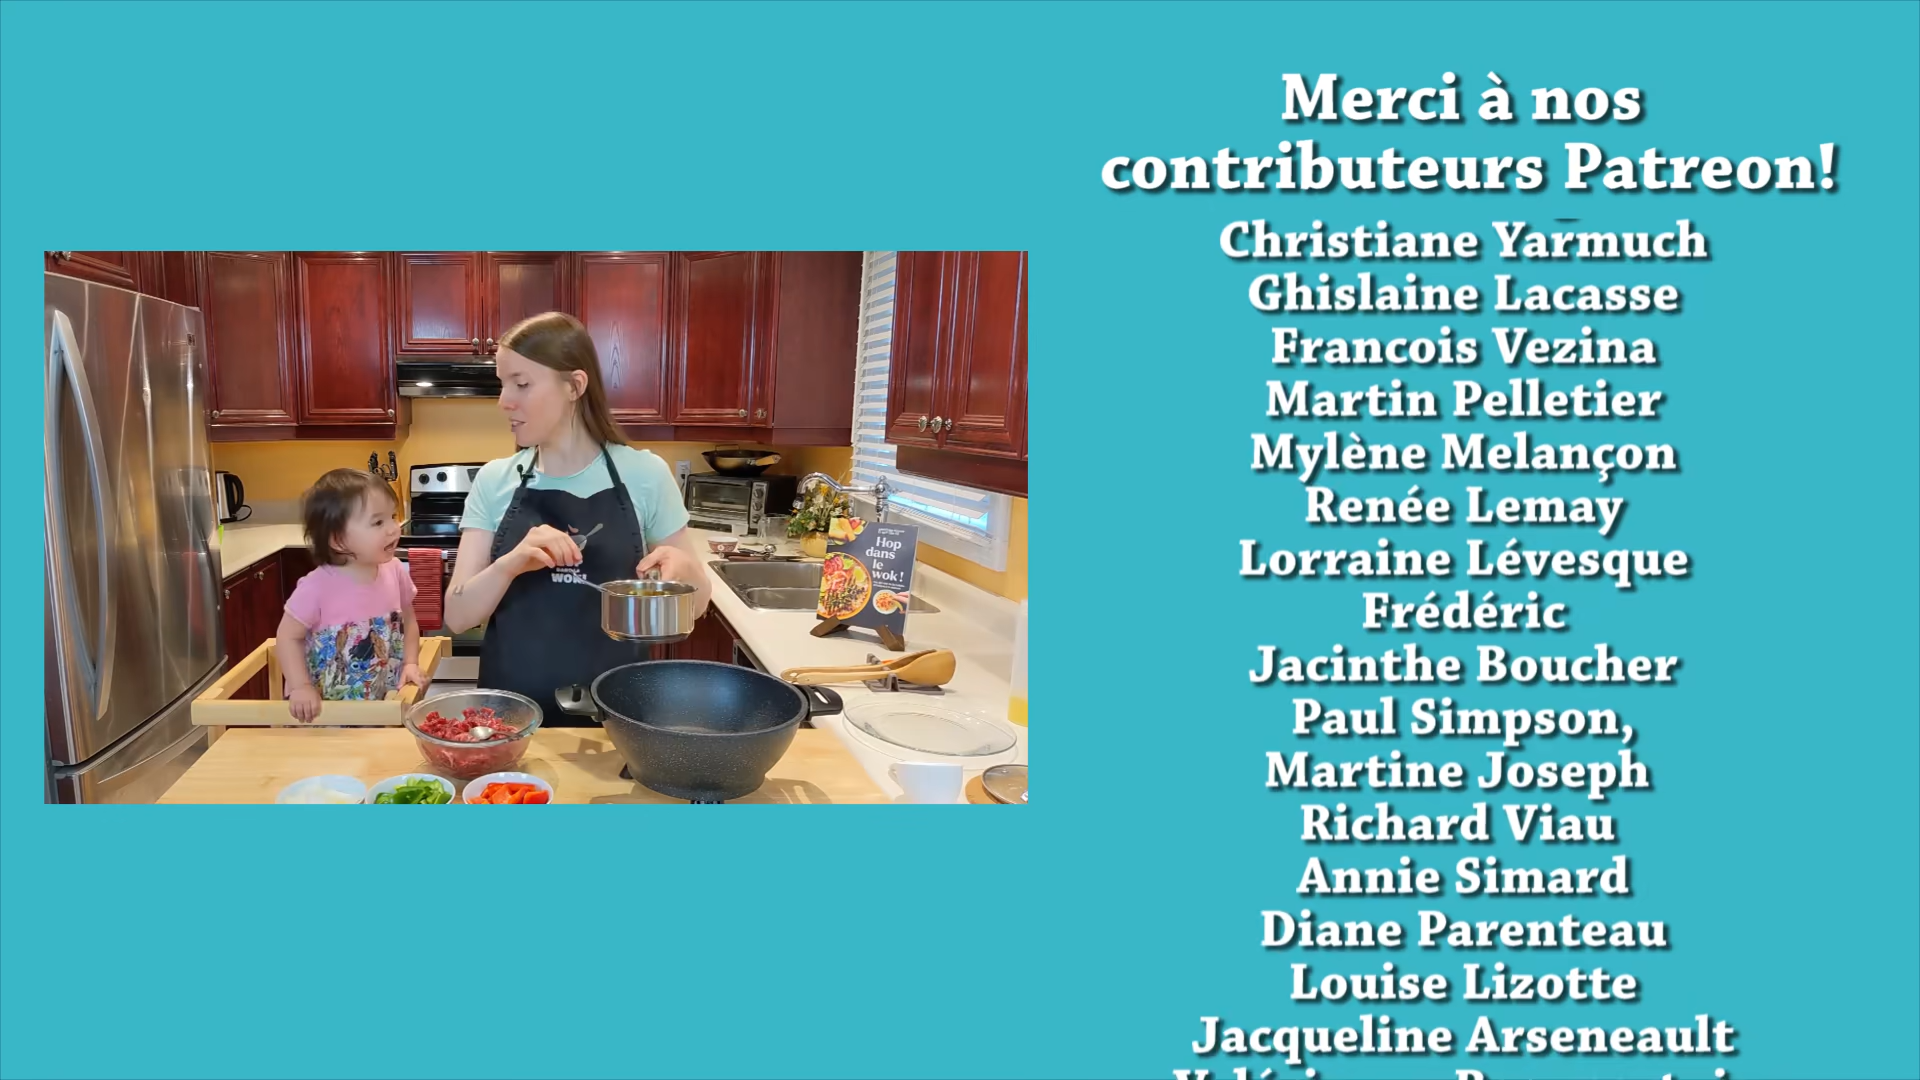 Merci à nos
contributeurs Patreon!
Christiane Yarmuch
Ghislaine Lacasse
Francois Vezina
Martin Pelletier
Mylène Melançon
Renée Lemay
Lorraine Lévesque
Frédéric
Jacinthe Boucher
Paul Simpson,
Martine Joseph
Richard Viau
Annie Simard
Diane Parenteau
Louise Lizotte
Jacqueline Arseneault
Hop
dans
le
wok !
WOK!